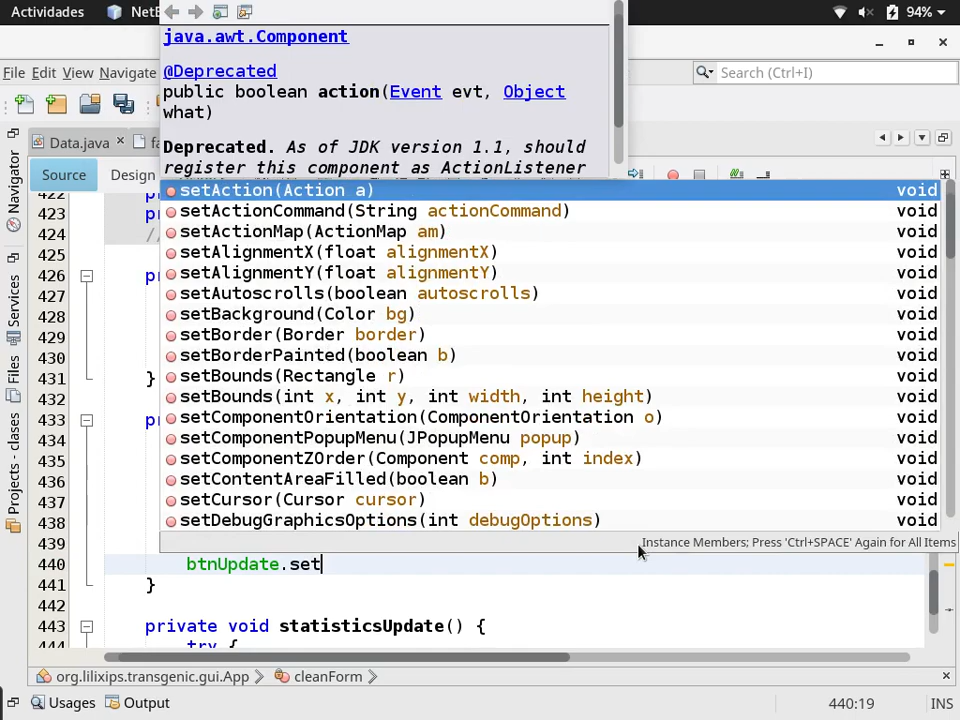 Actividades
NetB
94%
File Edit View Navigate
Search (Ctrl+I)
Data.java
Source
Design
java.awt.Component
@Deprecated
public boolean action(Event evt, Object
what)
Deprecated. As of JDK version 1.1, should
register this component as ActionListener
setAction(Action a) void
setActionCommand(String actionCommand) void
setActionMap(ActionMap am) void
setAlignmentX(float alignmentX) void
setAlignmentY(float alignmentY) void
setAutoscrolls(boolean autoscrolls) void
setBackground(Color bg) void
setBorder(Border border) void
setBorderPainted(boolean b) void
setBounds(Rectangle r) void
setBounds(int x, int y, int width, int height) void
setComponentOrientation(ComponentOrientation o) void
setComponentPopupMenu(JPopupMenu popup) void
setComponentZOrder(Component comp, int index) void
setContentAreaFilled(boolean b) void
setCursor(Cursor cursor) void
setDebugGraphicsOptions(int debugOptions) void
Instance Members; Press 'Ctrl+SPACE' Again for All Items
Navigator
Services
Files
Projects - clases
422
423 pr
424 //
425
426 pr
427
428
429
430
431 }
432
433 pr
434
435
436
437
438
439
440 btnUpdate.set
441 }
442
443 private void statisticsUpdate() {
444 try {
org.lilixips.transgenic.gui.App
cleanForm
Usages
Output
440:19
INS